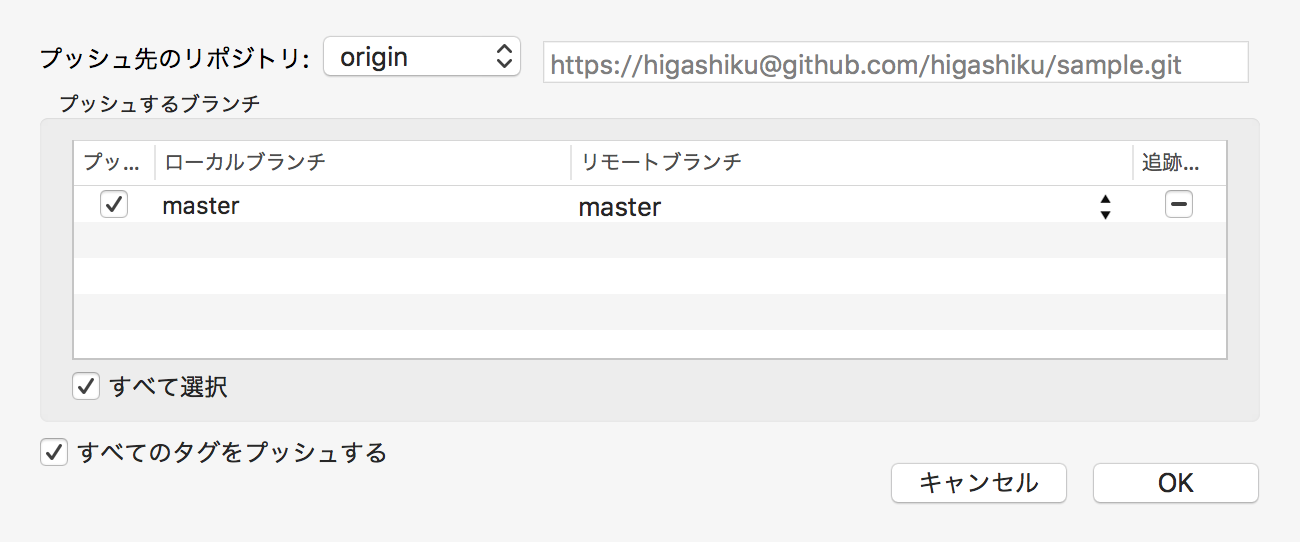 プッシュ先のリポジトリ: origin https://higashiku@github.com/higashiku/sample.git
プッシュするブランチ
プッ... ローカルブランチ リモートブランチ 追跡...
master master
すべて選択
すべてのタグをプッシュする
キャンセル OK